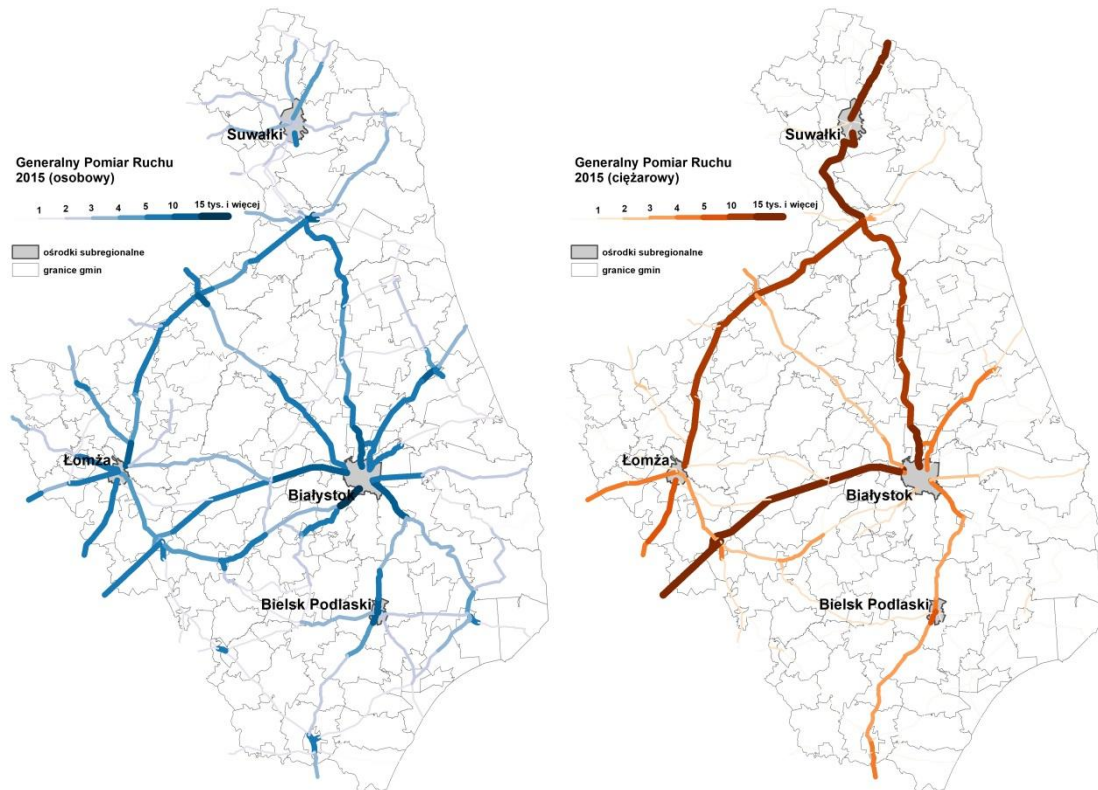 Suwałki
Generalny Pomiar Ruchu
2015 (osobowy)
1 2 3 4 5 10 15 tys. i więcej
ośrodki subregionalne
granice gmin
Łomża
Białystok
Bielsk Podlaski
Suwałki
Generalny Pomiar Ruchu
2015 (ciężarowy)
1 2 3 4 5 10 15 tys. i więcej
ośrodki subregionalne
granice gmin
Łomża
Białystok
Bielsk Podlaski